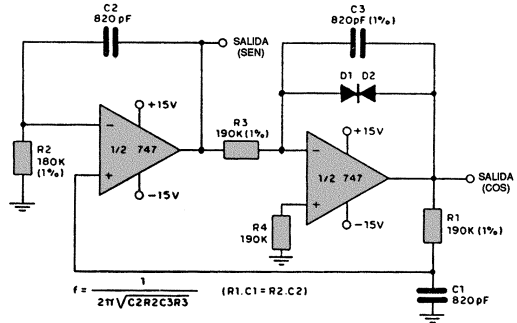 C2
820pF
SALIDA
(SEN)
C3
820pF(1%)
D1 D2
+15V
R3
190K(1%)
+15V
−
1/2 747
+
R2
180K
(1%)
−15V
−
1/2 747
+
SALIDA
(COS)
R4
190K
−15V
R1
190K (1%)
f = 1 / 2π√C2R2C3R3 (R1.C1=R2.C2)
C1
820pF